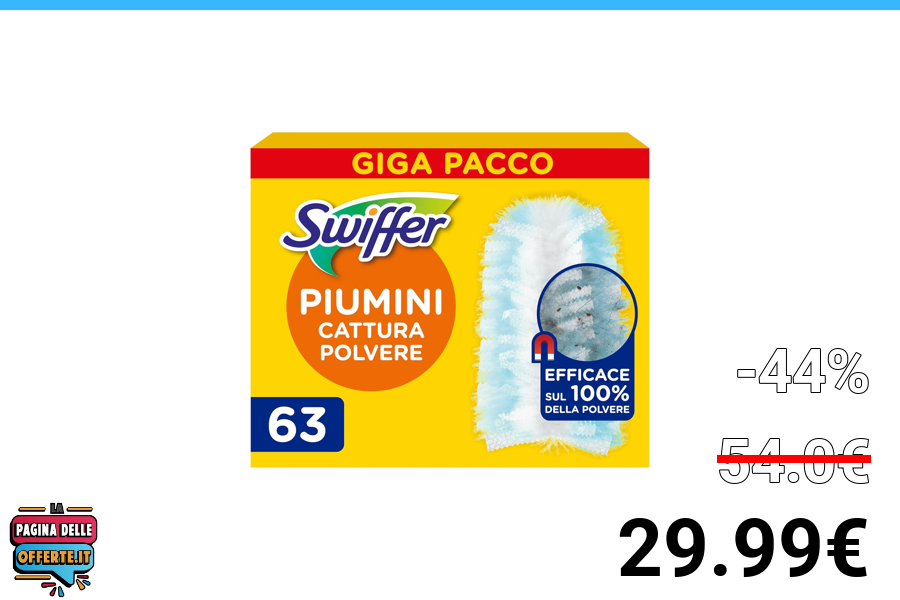 GIGA PACCO
Swiffer
PIUMINI
CATTURA
POLVERE
EFFICACE
SUL 100%
DELLA POLVERE
63
-44%
54.0€
29.99€
LA
PAGINA DELLE
OFFERTE.IT